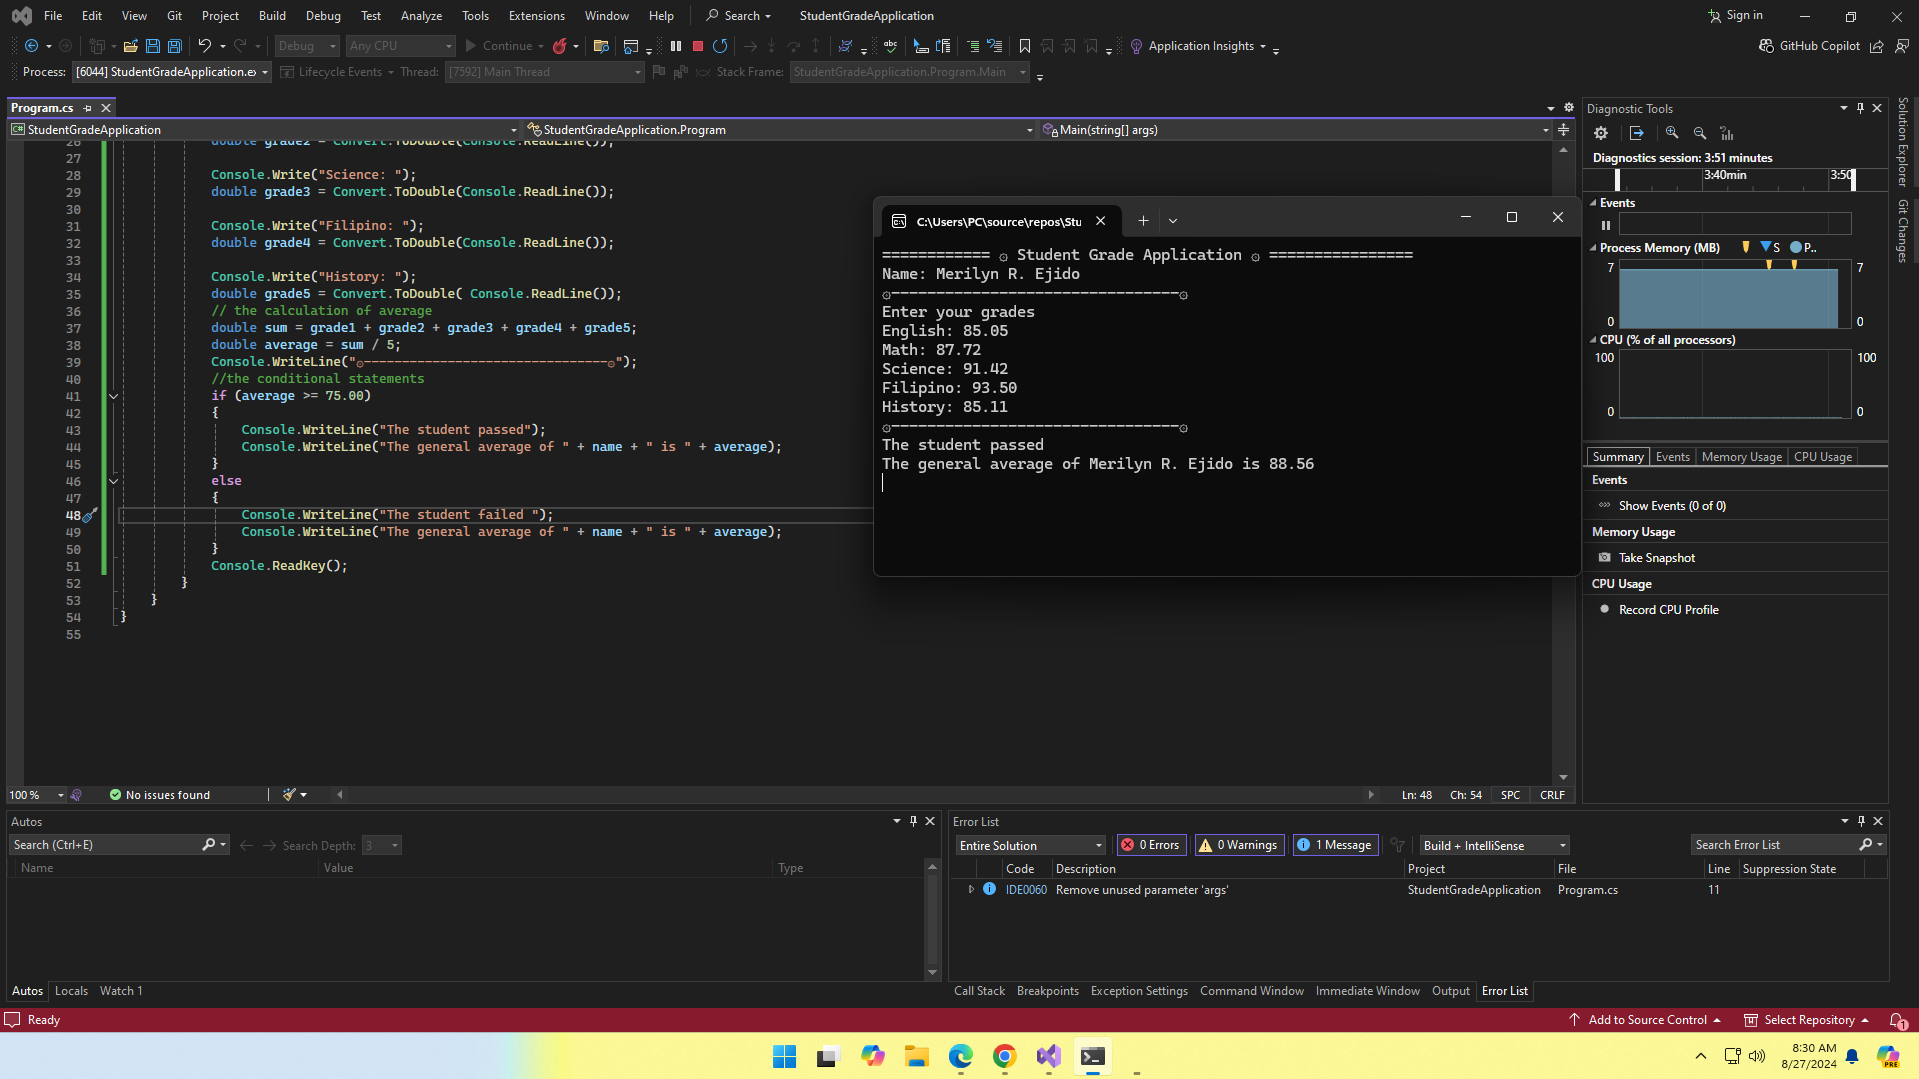 File Edit View Git Project Build Debug Test Analyze Tools Extensions Window Help Search StudentGradeApplication Sign in
Debug Any CPU Continue Application Insights GitHub Copilot
Process: [6044] StudentGradeApplication.ex Lifecycle Events Thread: [7592] Main Thread Stack Frame: StudentGradeApplication.Program.Main
Program.cs
StudentGradeApplication StudentGradeApplication.Program Main(string[] args)
26 double grade2 = Convert.ToDouble(Console.ReadLine());
27
28 Console.Write("Science: ");
29 double grade3 = Convert.ToDouble(Console.ReadLine());
30
31 Console.Write("Filipino: ");
32 double grade4 = Convert.ToDouble(Console.ReadLine());
33
34 Console.Write("History: ");
35 double grade5 = Convert.ToDouble( Console.ReadLine());
36 // the calculation of average
37 double sum = grade1 + grade2 + grade3 + grade4 + grade5;
38 double average = sum / 5;
39 Console.WriteLine("۞--------------------------------۞");
40 //the conditional statements
41 if (average >= 75.00)
42 {
43 Console.WriteLine("The student passed");
44 Console.WriteLine("The general average of " + name + " is " + average);
45 }
46 else
47 {
48 Console.WriteLine("The student failed ");
49 Console.WriteLine("The general average of " + name + " is " + average);
50 }
51 Console.ReadKey();
52 }
53 }
54 }
55
C:\Users\PC\source\repos\Stu
============ ۞ Student Grade Application ۞ ================
Name: Merilyn R. Ejido
۞--------------------------------۞
Enter your grades
English: 85.05
Math: 87.72
Science: 91.42
Filipino: 93.50
History: 85.11
۞--------------------------------۞
The student passed
The general average of Merilyn R. Ejido is 88.56
Diagnostic Tools
Diagnostics session: 3:51 minutes
3:40min 3:50
Events
Process Memory (MB) S P..
7 7
0 0
CPU (% of all processors)
100 100
0 0
Summary Events Memory Usage CPU Usage
Events
Show Events (0 of 0)
Memory Usage
Take Snapshot
CPU Usage
Record CPU Profile
Solution Explorer
Git Changes
100 % No issues found Ln: 48 Ch: 54 SPC CRLF
Autos
Search (Ctrl+E) Search Depth: 3
Name Value Type
Autos Locals Watch 1
Error List
Entire Solution 0 Errors 0 Warnings 1 Message Build + IntelliSense Search Error List
Code Description Project File Line Suppression State
IDE0060 Remove unused parameter 'args' StudentGradeApplication Program.cs 11
Call Stack Breakpoints Exception Settings Command Window Immediate Window Output Error List
Ready Add to Source Control Select Repository 1
8:30 AM
8/27/2024
PRE